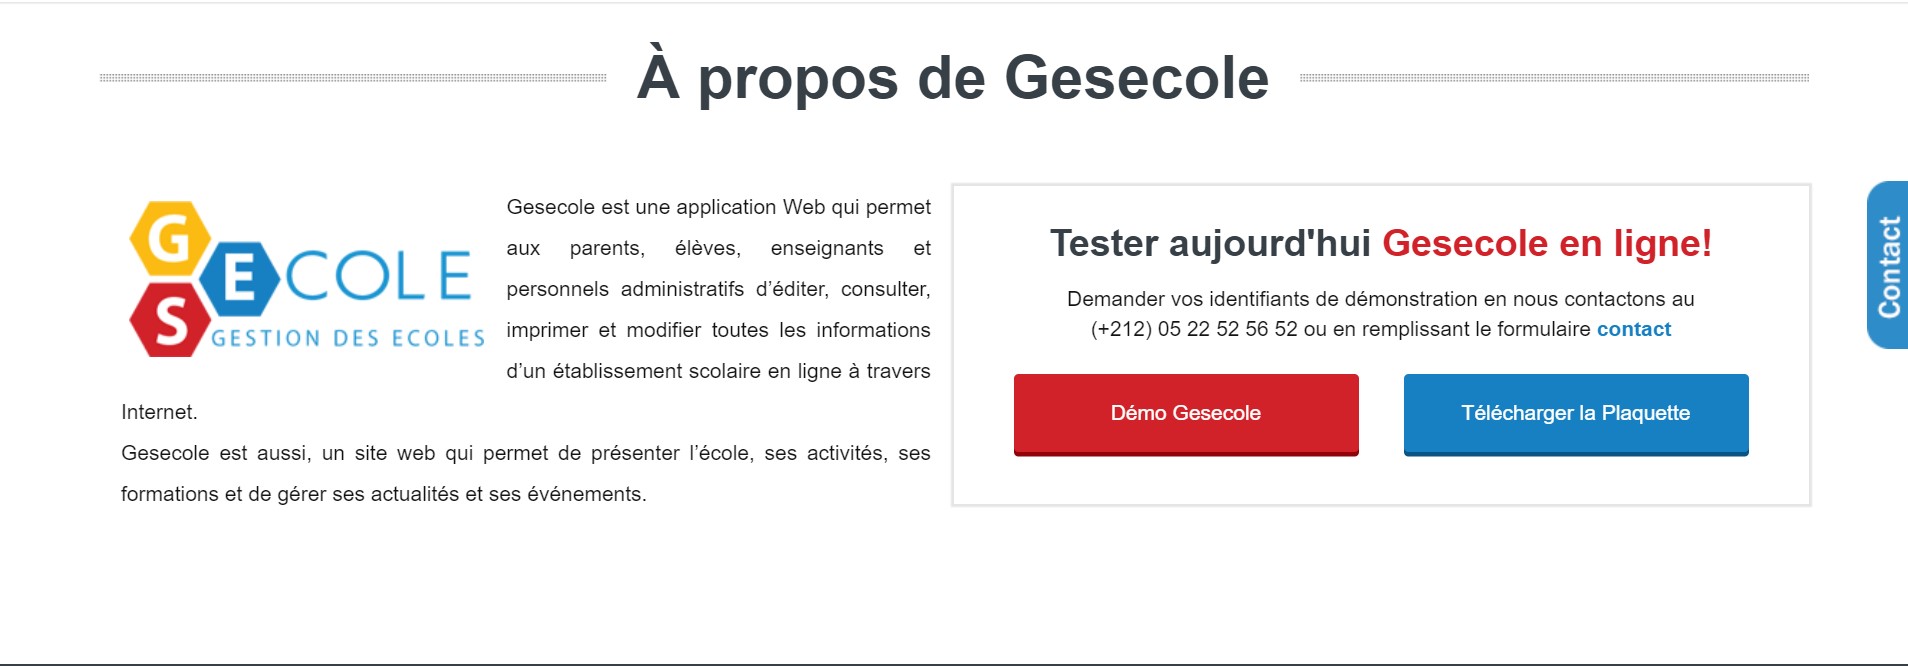 À propos de Gesecole
G
E COLE
S
GESTION DES ECOLES
Gesecole est une application Web qui permet
aux parents, élèves, enseignants et
personnels administratifs d’éditer, consulter,
imprimer et modifier toutes les informations
d’un établissement scolaire en ligne à travers
Internet.
Gesecole est aussi, un site web qui permet de présenter l’école, ses activités, ses
formations et de gérer ses actualités et ses événements.
Tester aujourd'hui Gesecole en ligne!
Demander vos identifiants de démonstration en nous contactons au
(+212) 05 22 52 56 52 ou en remplissant le formulaire contact
Démo Gesecole
Télécharger la Plaquette
Contact